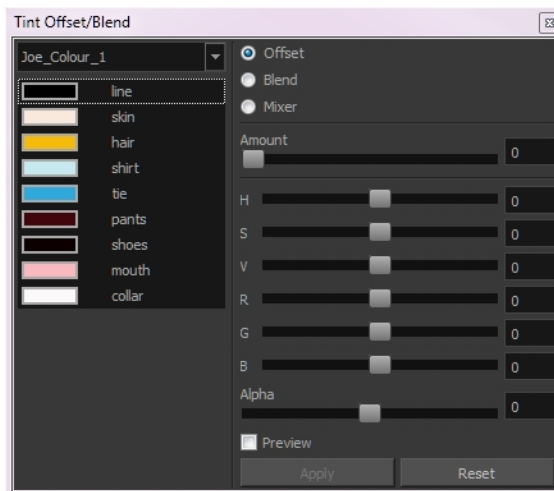 Tint Offset/Blend
Joe_Colour_1
line
skin
hair
shirt
tie
pants
shoes
mouth
collar
Offset
Blend
Mixer
Amount
0
H 0
S 0
V 0
R 0
G 0
B 0
Alpha
0
Preview
Apply Reset